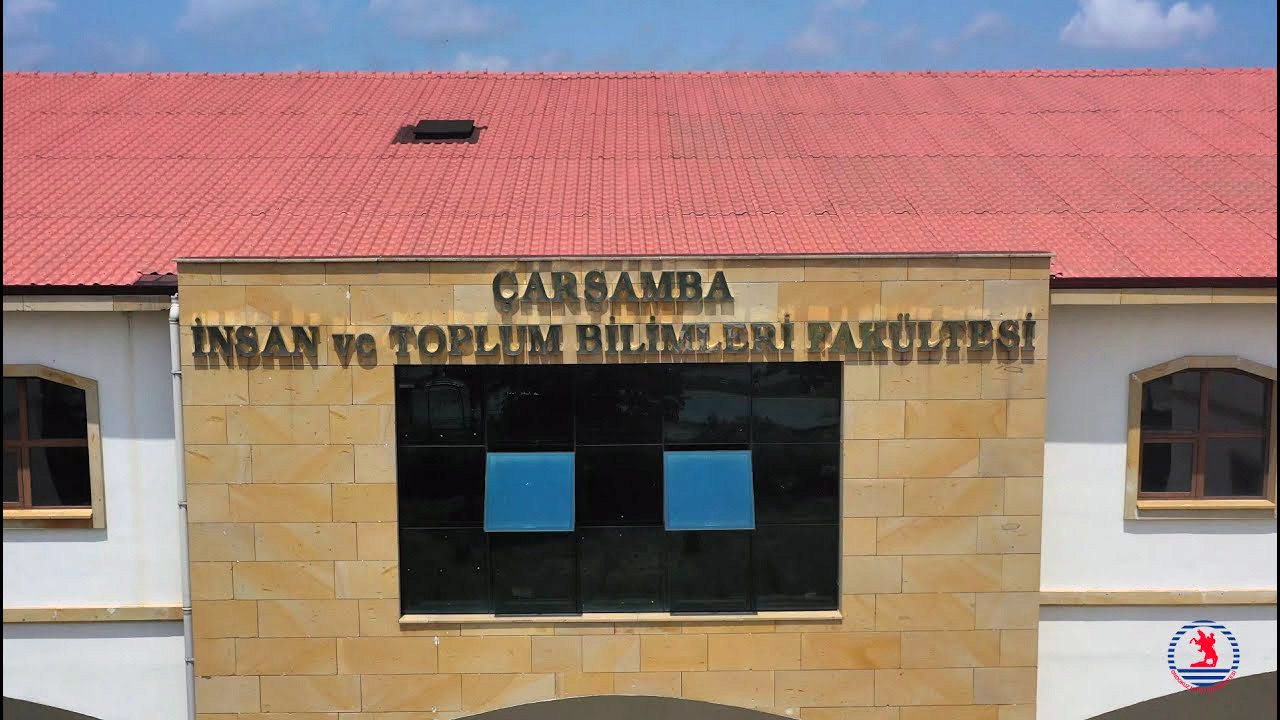 ÇARŞAMBA
İNSAN ve TOPLUM BİLİMLERİ FAKÜLTESİ